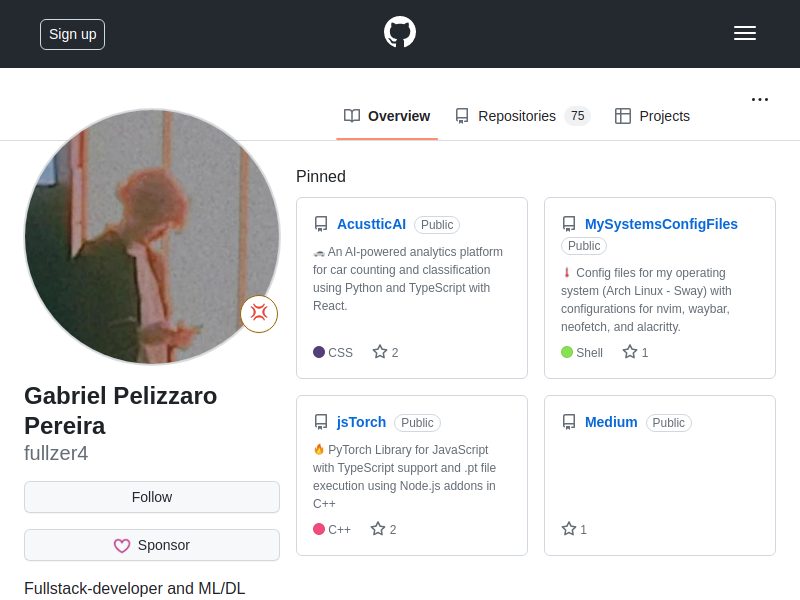 Sign up
Overview
Repositories 75
Projects
Pinned
AcustticAI Public
🚗 An AI-powered analytics platform
for car counting and classification
using Python and TypeScript with
React.
CSS 2
MySystemsConfigFiles
Public
🌡 Config files for my operating
system (Arch Linux - Sway) with
configurations for nvim, waybar,
neofetch, and alacritty.
Shell 1
jsTorch Public
🔥 PyTorch Library for JavaScript
with TypeScript support and .pt file
execution using Node.js addons in
C++
C++ 2
Medium Public
1
Gabriel Pelizzaro
Pereira
fullzer4
Follow
Sponsor
Fullstack-developer and ML/DL